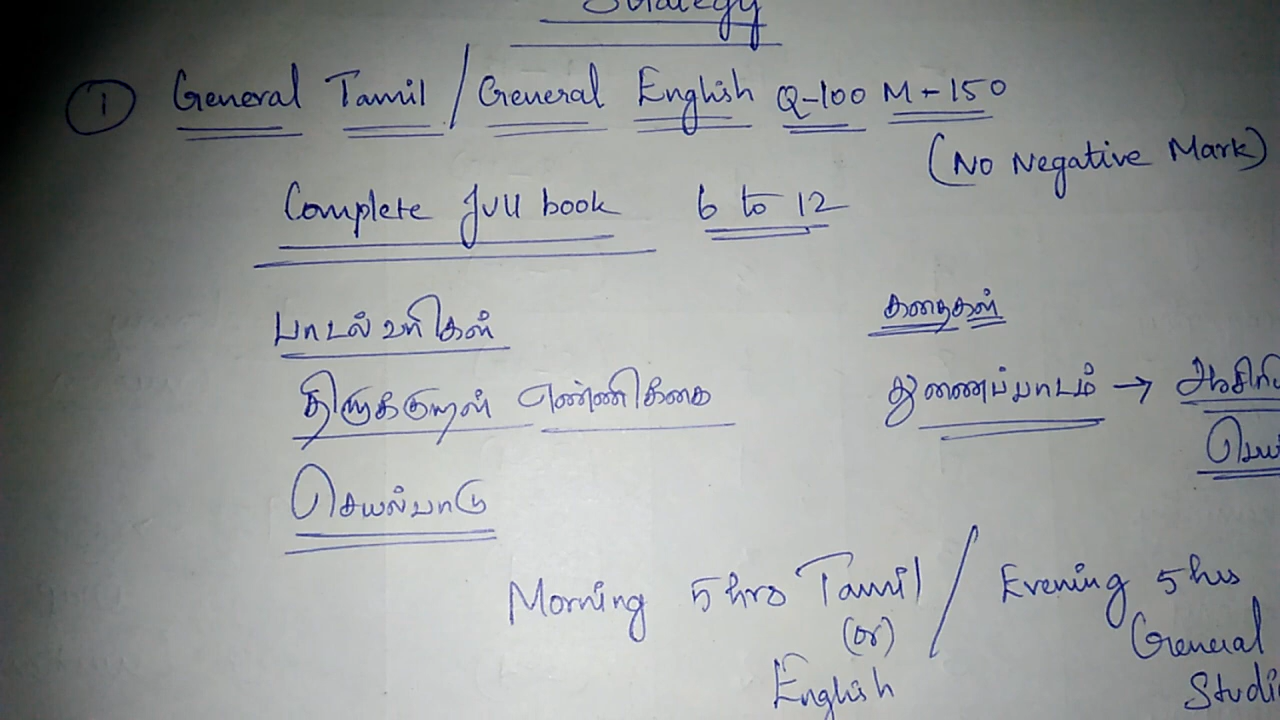 Strategy
① General Tamil / General English Q-100 M-150
(No Negative Mark)
Complete full book 6 to 12
பாடல் வரிகள் கதைகள்
திருக்குறள் எண்ணிக்கை துணைப்பாடம் →
செயல்பாடு
Morning 5 hrs Tamil / Evening 5 hrs
(or) General
English